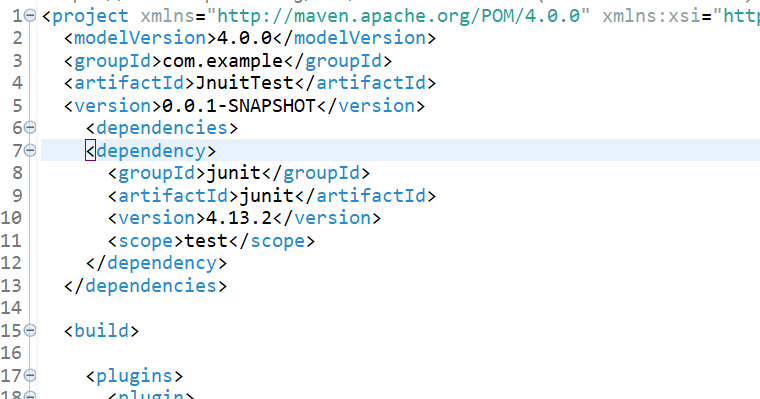 1 <project xmlns="http://maven.apache.org/POM/4.0.0" xmlns:xsi="htt
2 <modelVersion>4.0.0</modelVersion>
3 <groupId>com.example</groupId>
4 <artifactId>JnuitTest</artifactId>
5 <version>0.0.1-SNAPSHOT</version>
6 <dependencies>
7 <dependency>
8 <groupId>junit</groupId>
9 <artifactId>junit</artifactId>
10 <version>4.13.2</version>
11 <scope>test</scope>
12 </dependency>
13 </dependencies>
14
15 <build>
16
17 <plugins>
18 <plugin>